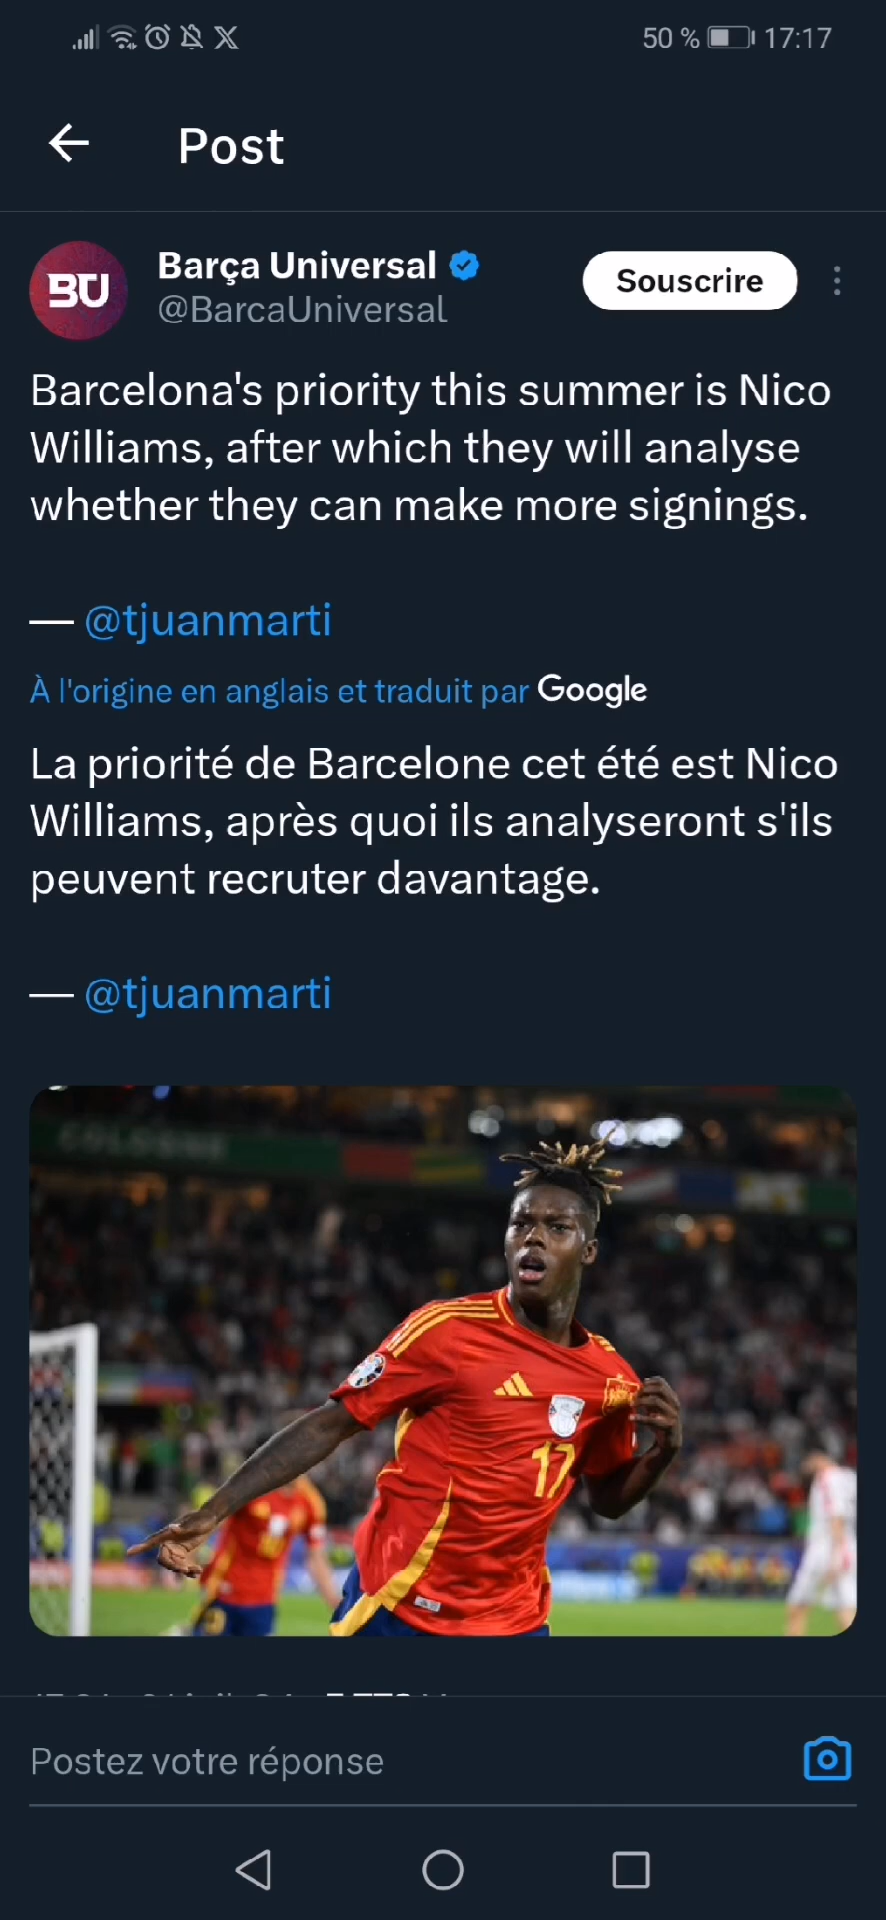 50 % 17:17
Post
BU
Barça Universal
@BarcaUniversal
Souscrire
Barcelona's priority this summer is Nico
Williams, after which they will analyse
whether they can make more signings.
— @tjuanmarti
À l'origine en anglais et traduit par Google
La priorité de Barcelone cet été est Nico
Williams, après quoi ils analyseront s'ils
peuvent recruter davantage.
— @tjuanmarti
COLOGNE
17
Postez votre réponse